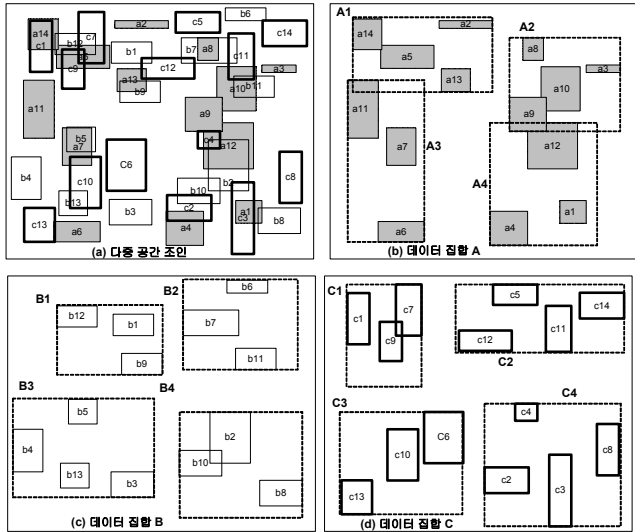 a14
c1
b12
c7
a5
c9
a2
b1
a13
b9
c12
c5
b7
a8
b6
c11
c14
a3
a10
b11
a11
a9
c4
a12
b5
a7
C6
b4
c10
b13
b3
b2
b10
c2
a4
a1
c3
b8
c8
c13
a6
(a) 다중 공간 조인
A1
a14
a2
a5
a13
A2
a8
a3
a10
a9
a11
a7
A3
a6
a12
A4
a1
a4
(b) 데이터 집합 A
B1
b12
b1
b9
B2
b6
b7
b11
B3
b5
b4
b13
b3
B4
b2
b10
b8
(c) 데이터 집합 B
C1
c1
c7
c9
c5
c14
c12
c11
C2
C3
C6
c10
c13
C4
c4
c8
c2
c3
(d) 데이터 집합 C